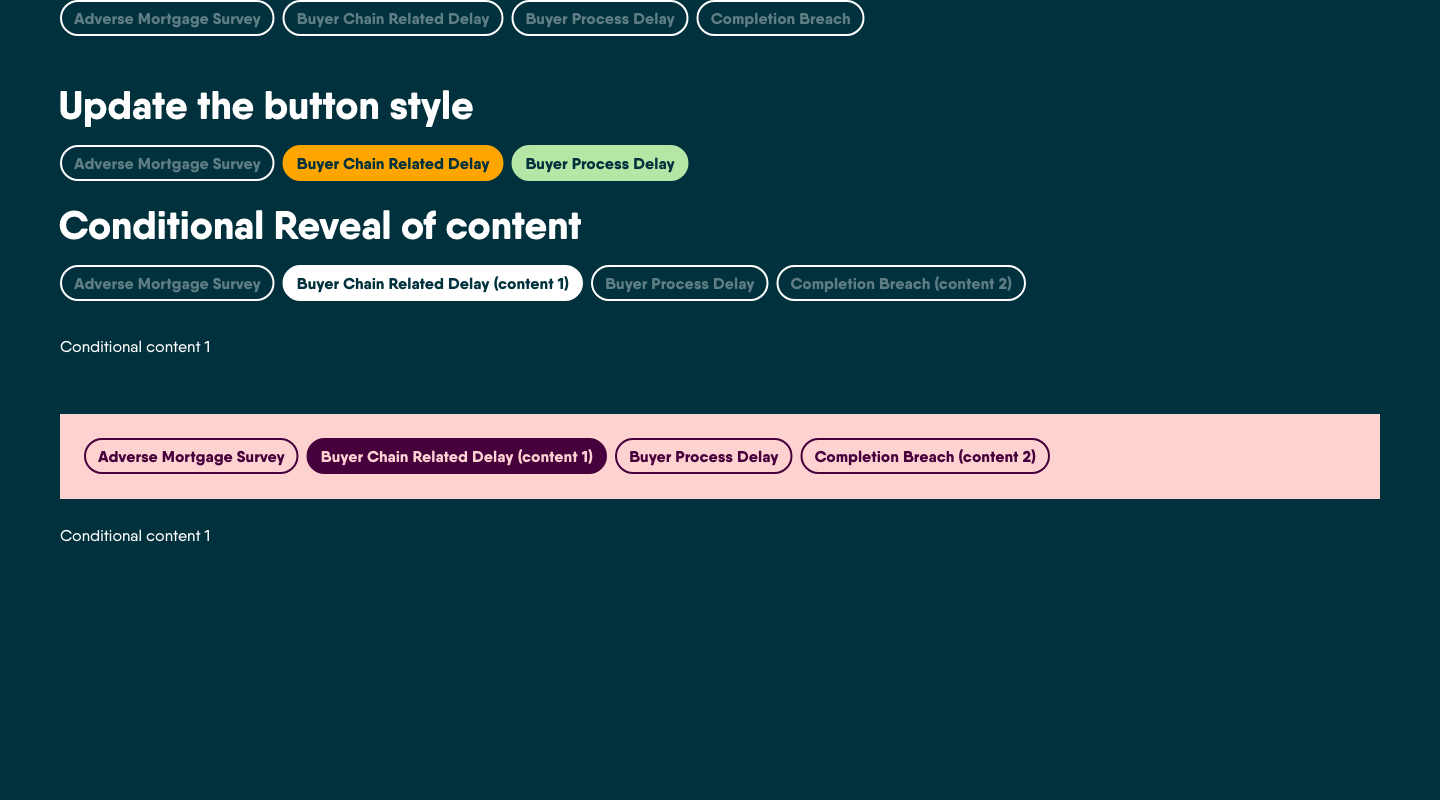 Adverse Mortgage Survey Buyer Chain Related Delay Buyer Process Delay Completion Breach
Update the button style
Adverse Mortgage Survey Buyer Chain Related Delay Buyer Process Delay
Conditional Reveal of content
Adverse Mortgage Survey Buyer Chain Related Delay (content 1) Buyer Process Delay Completion Breach (content 2)
Conditional content 1
Adverse Mortgage Survey Buyer Chain Related Delay (content 1) Buyer Process Delay Completion Breach (content 2)
Conditional content 1